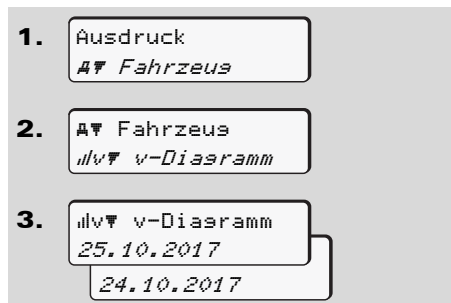 1. Ausdruck
Fahrzeug
2. Fahrzeug
v-Diagramm
3. v-Diagramm
25.10.2017
24.10.2017